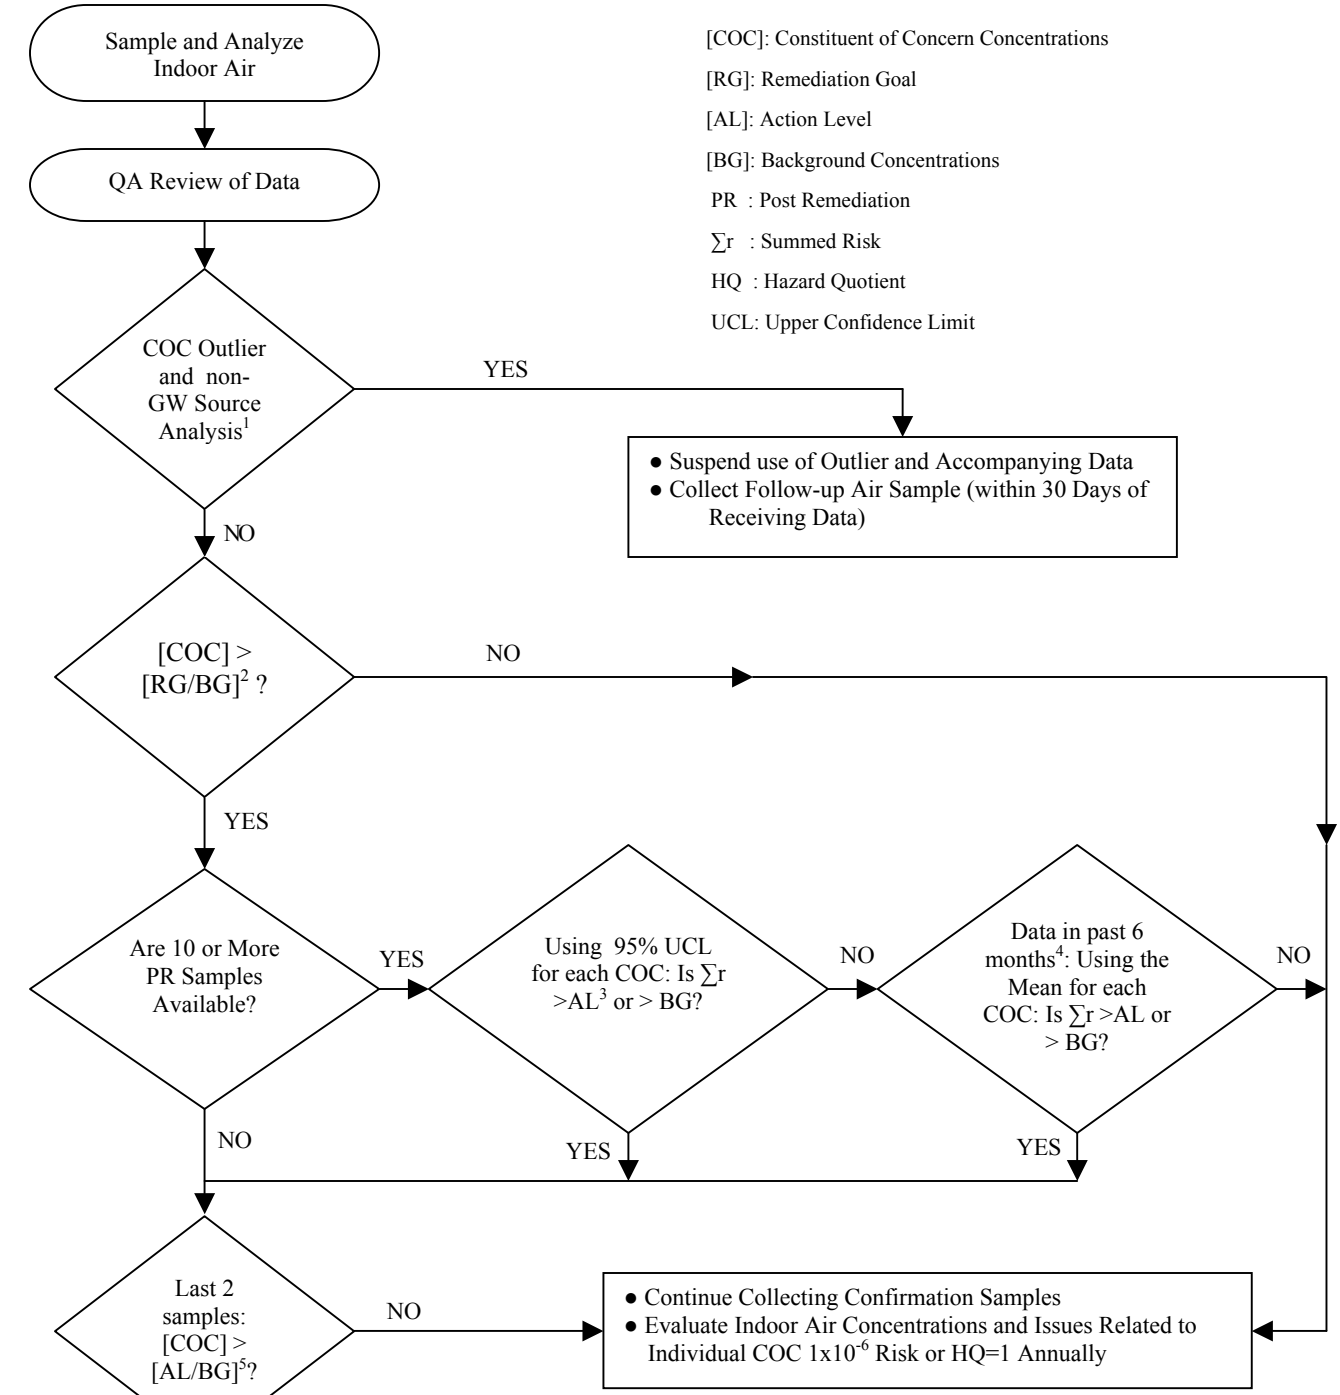 Sample and Analyze
Indoor Air
[COC]: Constituent of Concern Concentrations
[RG]: Remediation Goal
[AL]: Action Level
[BG]: Background Concentrations
PR : Post Remediation
∑r : Summed Risk
HQ : Hazard Quotient
UCL: Upper Confidence Limit
QA Review of Data
COC Outlier
and non-
GW Source
Analysis¹
YES
● Suspend use of Outlier and Accompanying Data
● Collect Follow-up Air Sample (within 30 Days of
Receiving Data)
NO
[COC] >
[RG/BG]² ?
NO
YES
Are 10 or More
PR Samples
Available?
YES
Using 95% UCL
for each COC: Is ∑r
>AL³ or > BG?
NO
Data in past 6
months⁴: Using the
Mean for each
COC: Is ∑r >AL or
> BG?
NO
NO
YES
YES
Last 2
samples:
[COC] >
[AL/BG]⁵?
NO
● Continue Collecting Confirmation Samples
● Evaluate Indoor Air Concentrations and Issues Related to
Individual COC 1x10⁻⁶ Risk or HQ=1 Annually